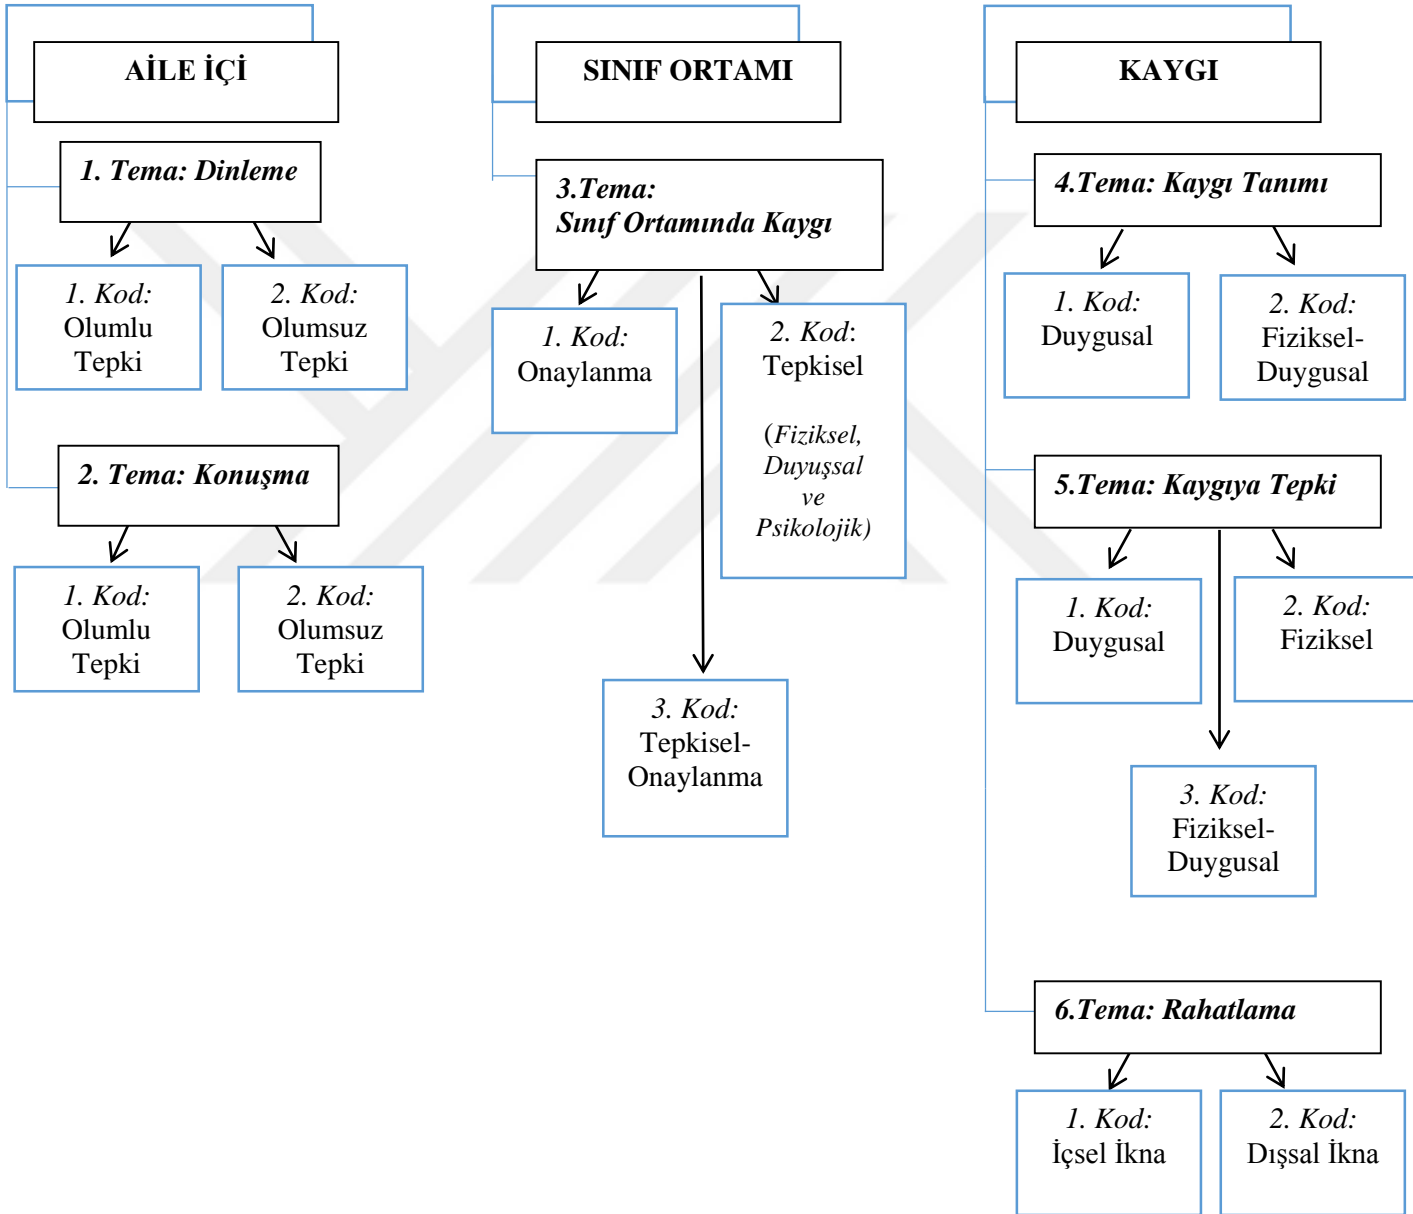 AİLE İÇİ
1. Tema: Dinleme
1. Kod:
Olumlu
Tepki
2. Kod:
Olumsuz
Tepki
2. Tema: Konuşma
1. Kod:
Olumlu
Tepki
2. Kod:
Olumsuz
Tepki
SINIF ORTAMI
3.Tema:
Sınıf Ortamında Kaygı
1. Kod:
Onaylanma
2. Kod:
Tepkisel
(Fiziksel,
Duyuşsal
ve
Psikolojik)
3. Kod:
Tepkisel-
Onaylanma
KAYGI
4.Tema: Kaygı Tanımı
1. Kod:
Duygusal
2. Kod:
Fiziksel-
Duygusal
5.Tema: Kaygıya Tepki
1. Kod:
Duygusal
2. Kod:
Fiziksel
3. Kod:
Fiziksel-
Duygusal
6.Tema: Rahatlama
1. Kod:
İçsel İkna
2. Kod:
Dışsal İkna